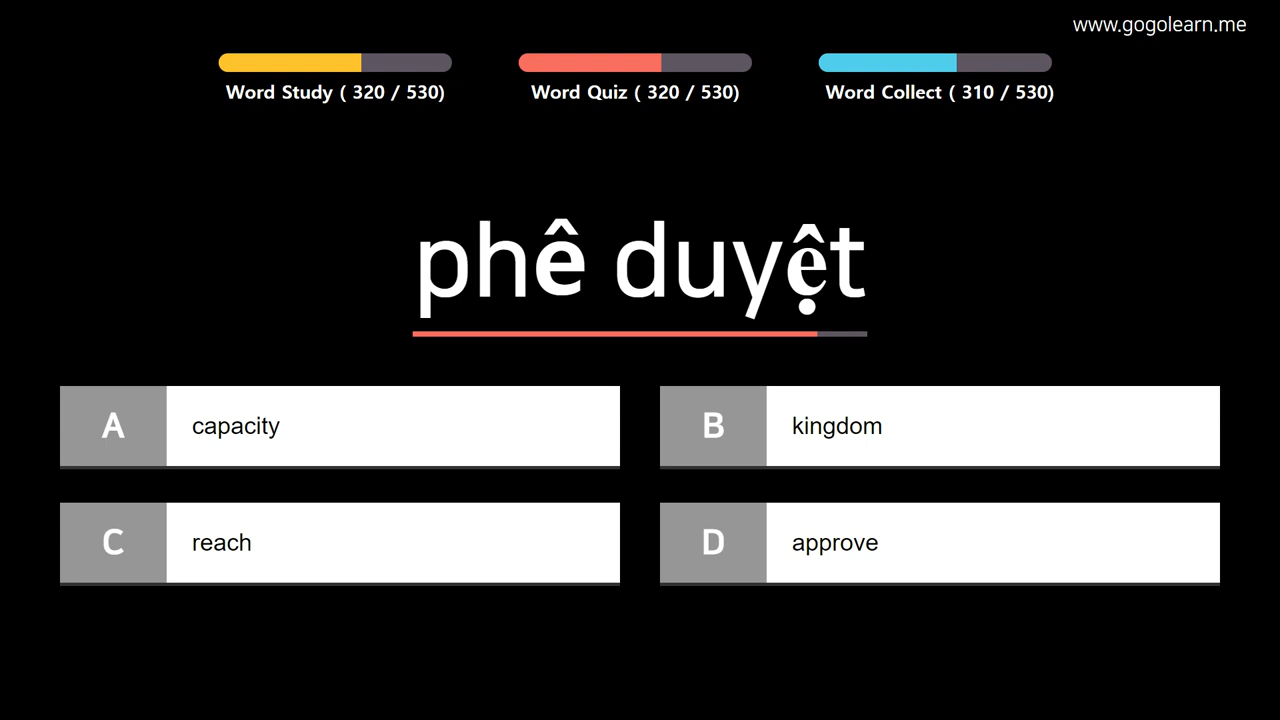 www.gogolearn.me
Word Study ( 320 / 530)
Word Quiz ( 320 / 530)
Word Collect ( 310 / 530)
phê duyệt
A capacity
B kingdom
C reach
D approve